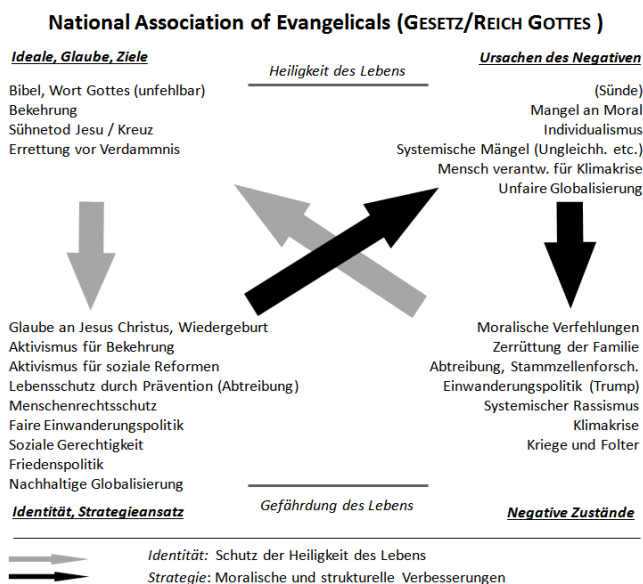 National Association of Evangelicals (GESETZ/REICH GOTTES )
Ideale, Glaube, Ziele
Bibel, Wort Gottes (unfehlbar)
Bekehrung
Sühnetod Jesu / Kreuz
Errettung vor Verdammnis
Heiligkeit des Lebens
Ursachen des Negativen
(Sünde)
Mangel an Moral
Individualismus
Systemische Mängel (Ungleichh. etc.)
Mensch verantw. für Klimakrise
Unfaire Globalisierung
Glaube an Jesus Christus, Wiedergeburt
Aktivismus für Bekehrung
Aktivismus für soziale Reformen
Lebensschutz durch Prävention (Abtreibung)
Menschenrechtsschutz
Faire Einwanderungspolitik
Soziale Gerechtigkeit
Friedenspolitik
Nachhaltige Globalisierung
Identität, Strategieansatz
Moralische Verfehlungen
Zerrüttung der Familie
Abtreibung, Stammzellenforsch.
Einwanderungspolitik (Trump)
Systemischer Rassismus
Klimakrise
Kriege und Folter
Gefährdung des Lebens
Negative Zustände
Identität: Schutz der Heiligkeit des Lebens
Strategie: Moralische und strukturelle Verbesserungen